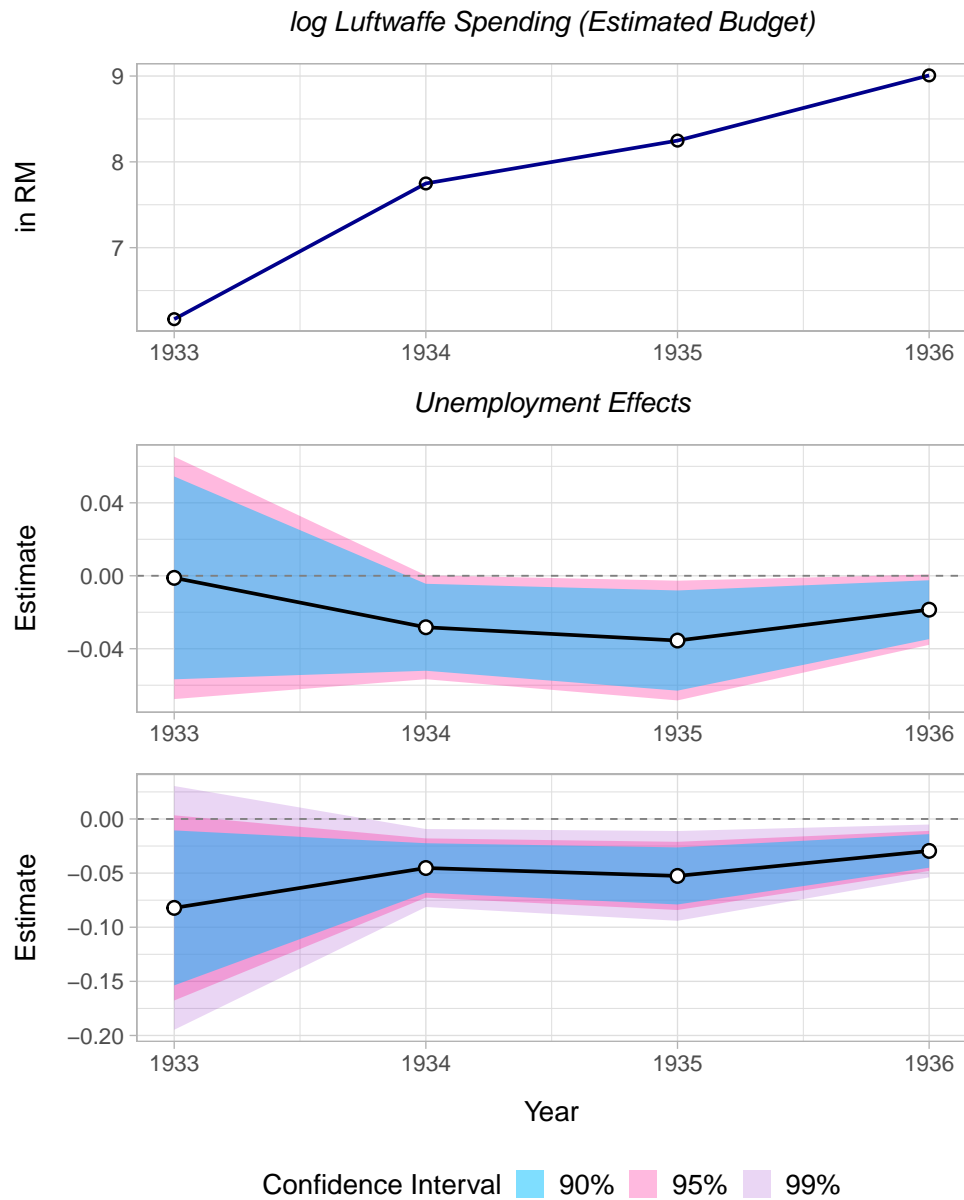 log Luftwaffe Spending (Estimated Budget)
9
8
7
in RM
1933 1934 1935 1936
Unemployment Effects
0.04
0.00
−0.04
Estimate
1933 1934 1935 1936
0.00
−0.05
−0.10
−0.15
−0.20
Estimate
1933 1934 1935 1936
Year
Confidence Interval 90% 95% 99%